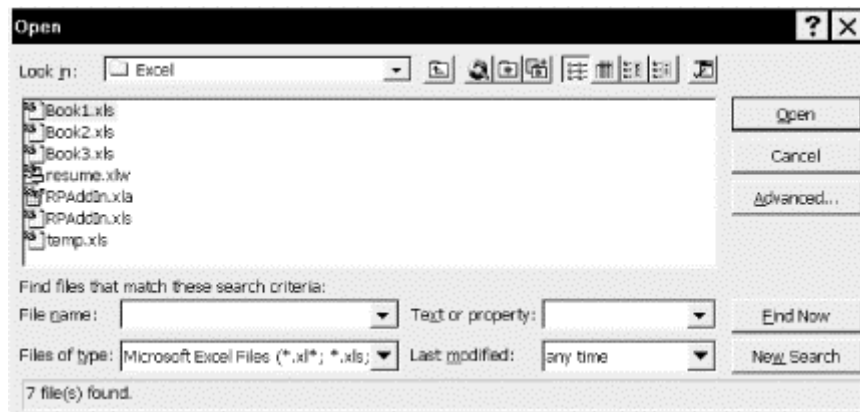 Open
Look in: Excel
Book1.xls
Book2.xls
Book3.xls
resume.xlw
RPAddIn.xla
RPAddIn.xls
temp.xls
Open
Cancel
Advanced...
Find files that match these search criteria:
File name: Text or property: Find Now
Files of type: Microsoft Excel Files (*.xl*; *.xls; Last modified: any time New Search
7 file(s) found.